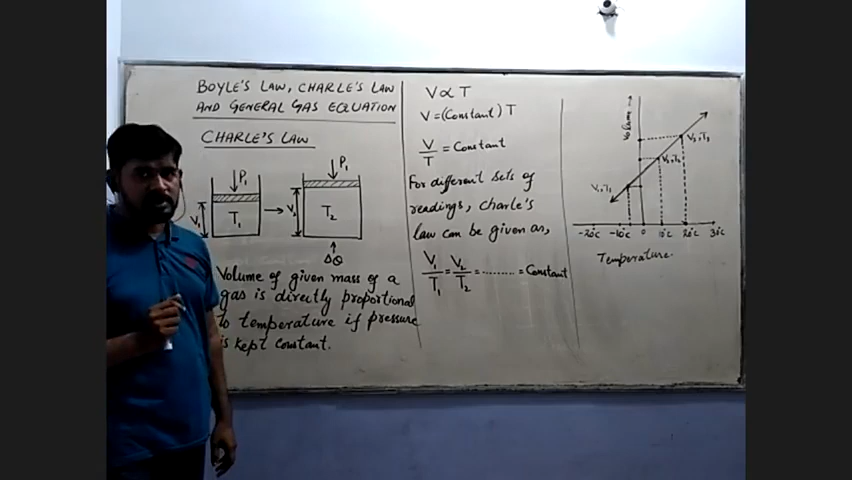 BOYLE'S LAW, CHARLE'S LAW
AND GENERAL GAS EQUATION
CHARLE'S LAW
P₁
V₁
T₁
P₁
V₂
T₂
ΔQ
Volume of given mass of a
gas is directly proportional
to temperature if pressure
is kept constant.
V∝T
V=(Constant) T
V/T = Constant
For different sets of
readings, Charle's
law can be given as,
V₁/T₁ = V₂/T₂ = ......... = Constant
Volume →
V₃,T₃
V₂,T₂
V₁,T₁
-20°C -10°C 0 10°C 20°C 30°C
Temperature